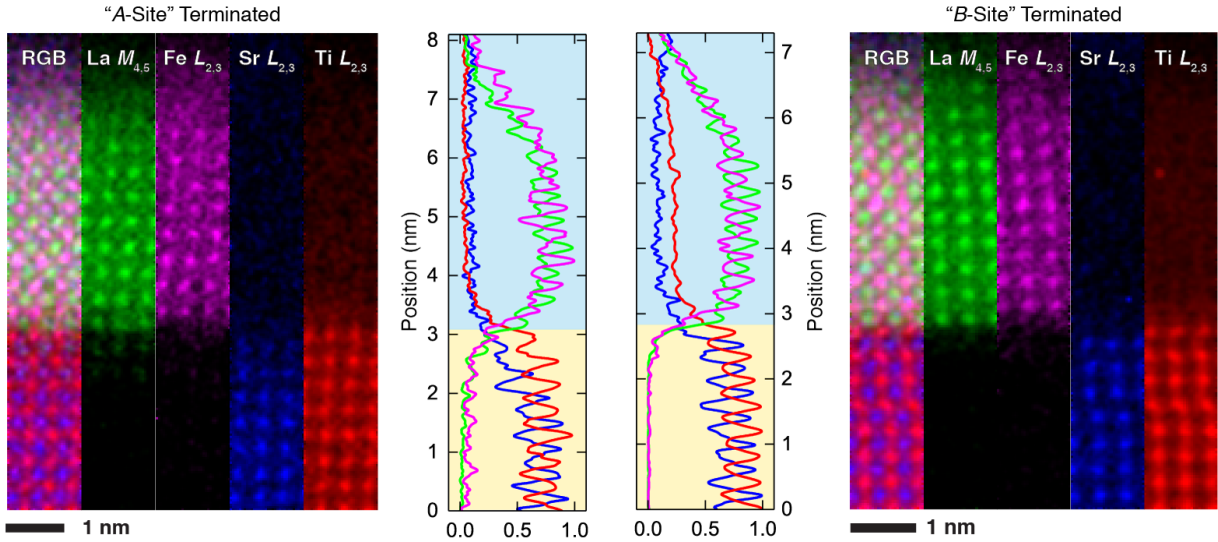 “A-Site” Terminated
“B-Site” Terminated
RGB La M4,5 Fe L2,3 Sr L2,3 Ti L2,3
8
7
6
5
4
3
2
1
0
Position (nm)
0.0 0.5 1.0
7
6
5
4
3
2
1
0
Position (nm)
0.0 0.5 1.0
RGB La M4,5 Fe L2,3 Sr L2,3 Ti L2,3
1 nm
1 nm